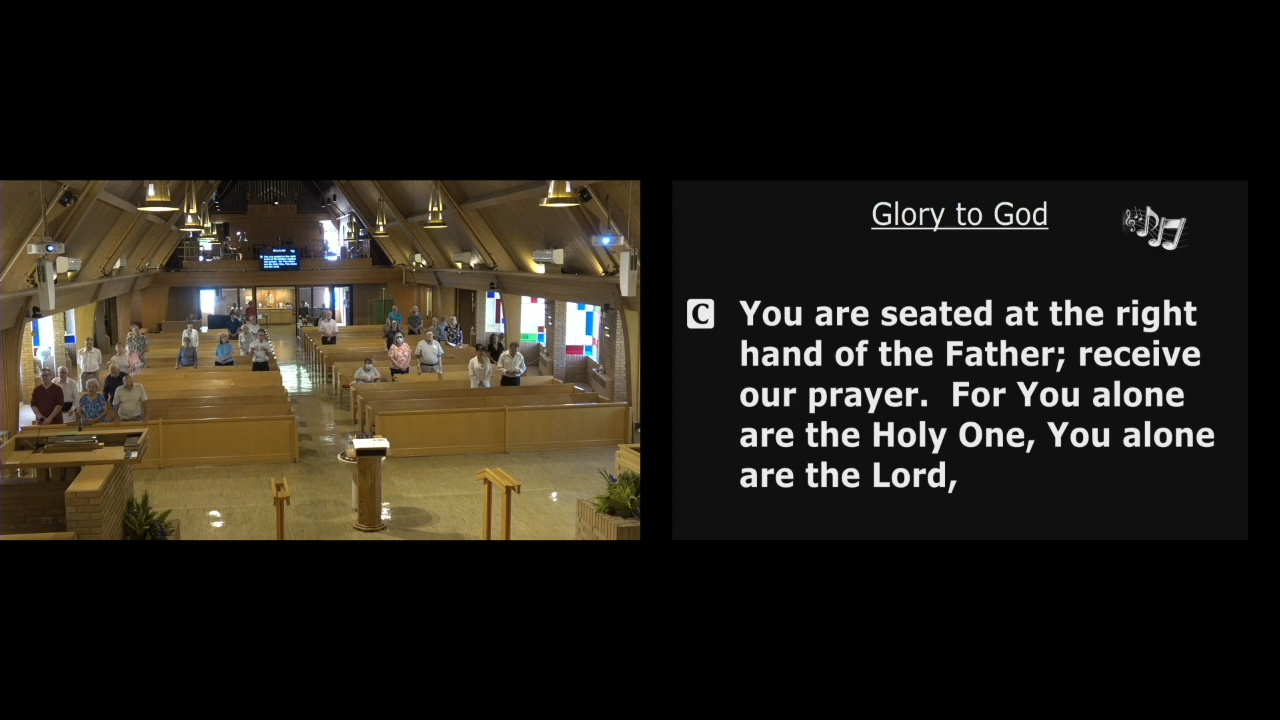 Glory to God
C You are seated at the right
hand of the Father; receive
our prayer.  For You alone
are the Holy One, You alone
are the Lord,